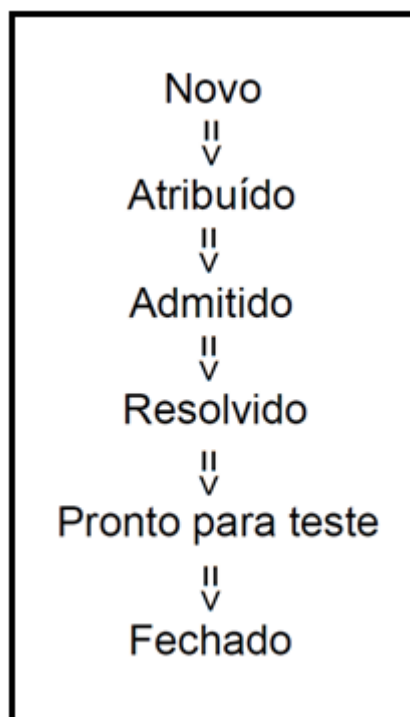 Novo
=>
Atribuído
=>
Admitido
=>
Resolvido
=>
Pronto para teste
=>
Fechado